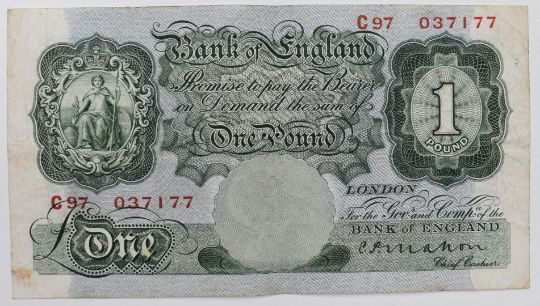 C97 037177
Bank of England
Promise to pay the Bearer
on Demand the sum of
One Pound
1
POUND
LONDON
C97 037177
For the Gov.r and Comp.a of the
BANK OF ENGLAND
£ONE
C.P. Mahon
Chief Cashier.